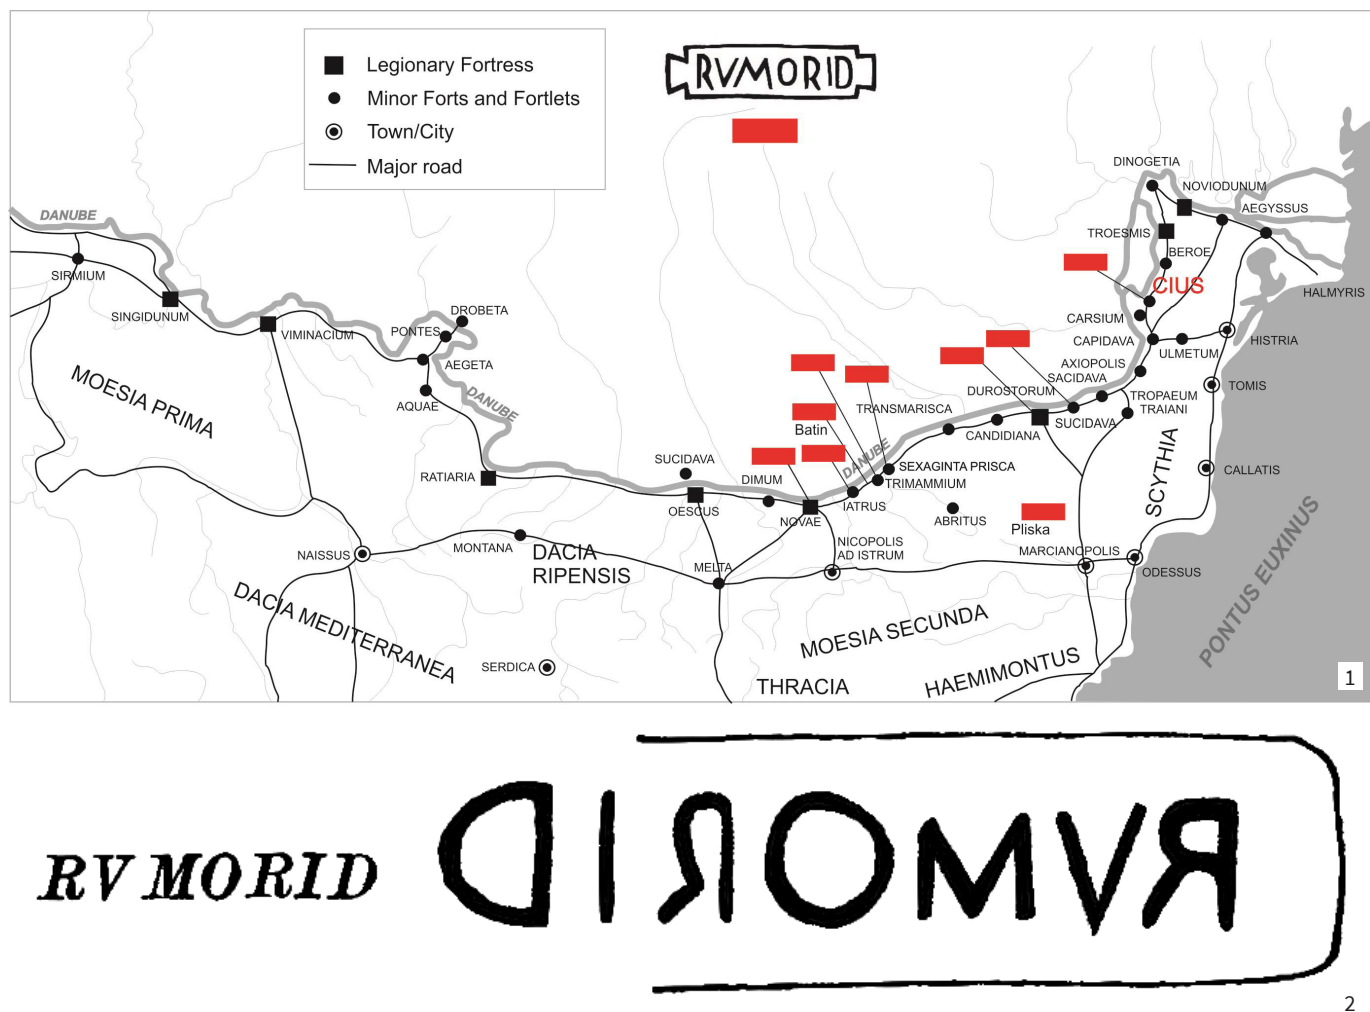 Legionary Fortress
Minor Forts and Fortlets
Town/City
Major road
RVMORID
DINOGETIA
NOVIODUNUM
AEGYSSUS
TROESMIS
BEROE
CIUS
HALMYRIS
CARSIUM
CAPIDAVA
ULMETUM
HISTRIA
AXIOPOLIS
SACIDAVA
TOMIS
TROPAEUM
TRAIANI
DUROSTORUM
SUCIDAVA
CANDIDIANA
TRANSMARISCA
CALLATIS
SCYTHIA
DANUBE
SIRMIUM
SINGIDUNUM
VIMINACIUM
DROBETA
PONTES
AEGETA
AQUAE
DANUBE
MOESIA PRIMA
RATIARIA
SUCIDAVA
OESCUS
DIMUM
NOVAE
Batin
DANUBE
SEXAGINTA PRISCA
TRIMAMMIUM
IATRUS
ABRITUS
Pliska
NAISSUS
MONTANA
DACIA
RIPENSIS
MELTA
NICOPOLIS
AD ISTRUM
MARCIANOPOLIS
ODESSUS
PONTUS EUXINUS
DACIA MEDITERRANEA
SERDICA
MOESIA SECUNDA
THRACIA
HAEMIMONTUS
1
RV MORID
RVMORID
2